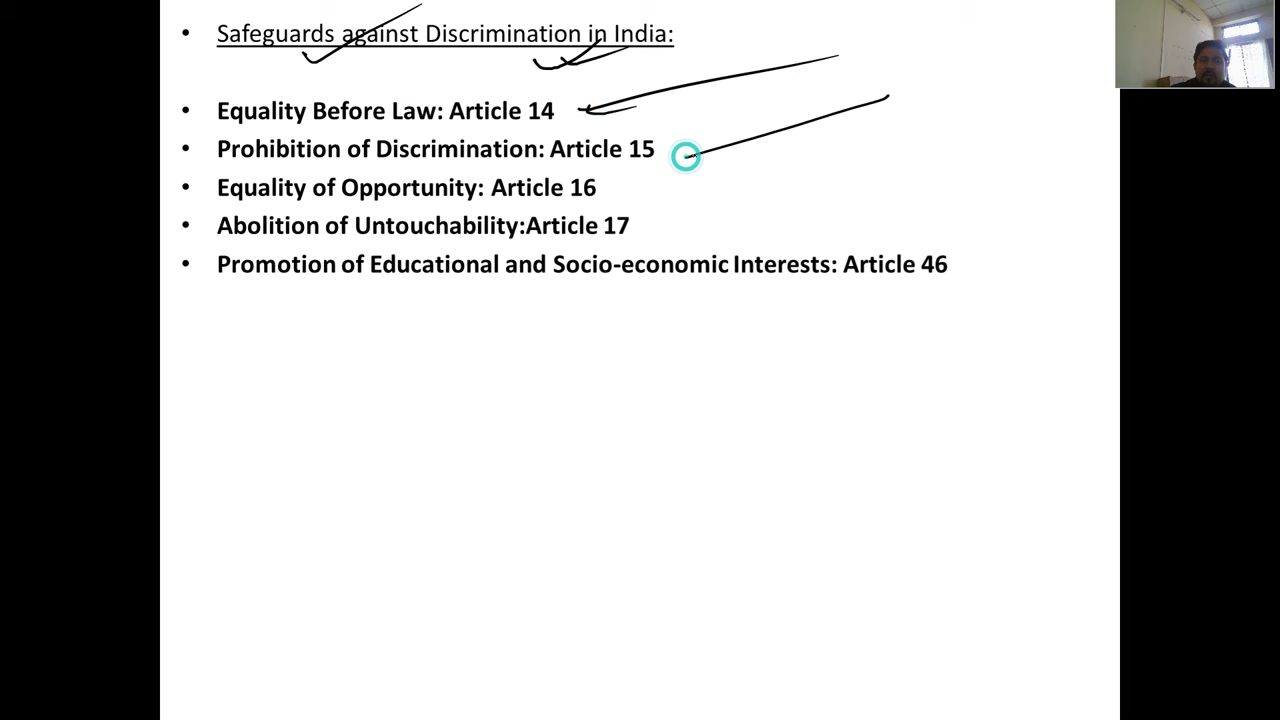 • Safeguards against Discrimination in India:
• Equality Before Law: Article 14
• Prohibition of Discrimination: Article 15
• Equality of Opportunity: Article 16
• Abolition of Untouchability:Article 17
• Promotion of Educational and Socio-economic Interests: Article 46